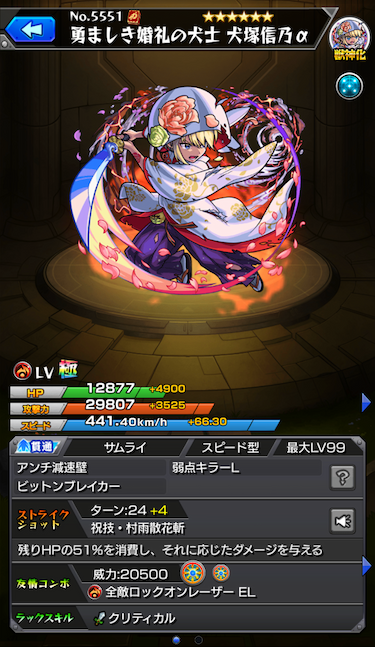 No.5551
勇ましき婚礼の犬士 犬塚信乃α
獣神化
LV 極
HP 12877 +4900
攻撃力 29807 +3525
スピード 441.40km/h +66.30
貫通 サムライ スピード型 最大LV99
アンチ減速壁 弱点キラーL
ビットンブレイカー
?
ストライクショット ターン:24 +4
祝技・村雨散花斬
残りHPの51%を消費し、それに応じたダメージを与える
友情コンボ 威力:20500
全敵ロックオンレーザー EL
ラックスキル クリティカル